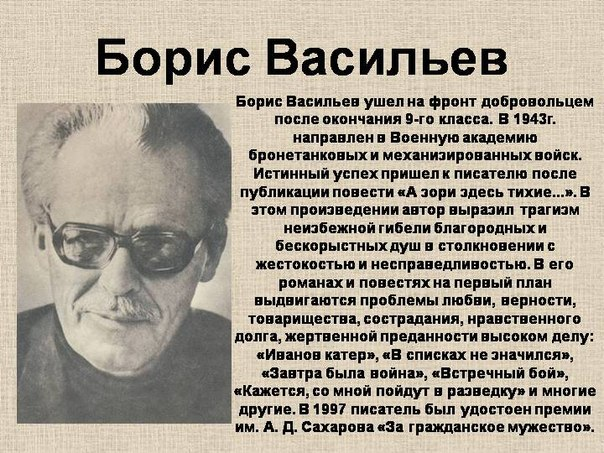 Борис Васильев
Борис Васильев ушел на фронт добровольцем
после окончания 9-го класса. В 1943г.
направлен в Военную академию
бронетанковых и механизированных войск.
Истинный успех пришел к писателю после
публикации повести «А зори здесь тихие...». В
этом произведении автор выразил трагизм
неизбежной гибели благородных и
бескорыстных душ в столкновении с
жестокостью и несправедливостью. В его
романах и повестях на первый план
выдвигаются проблемы любви, верности,
товарищества, сострадания, нравственного
долга, жертвенной преданности высоком делу:
«Иванов катер», «В списках не значился»,
«Завтра была война», «Встречный бой»,
«Кажется, со мной пойдут в разведку» и многие
другие. В 1997 писатель был удостоен премии
им. А. Д. Сахарова «За гражданское мужество».